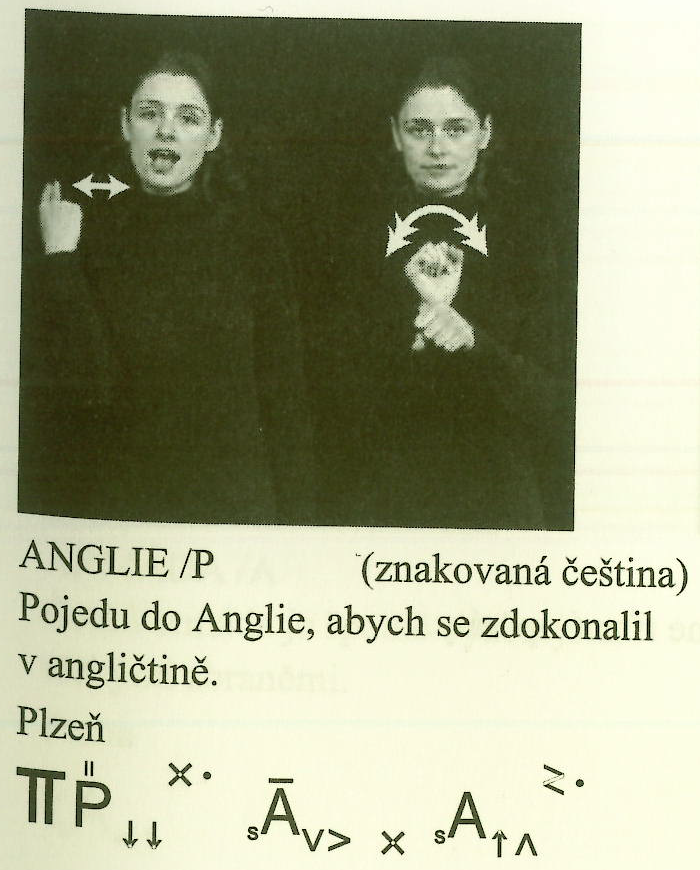 ANGLIE /P (znakovaná čeština)
Pojedu do Anglie, abych se zdokonalil
v angličtině.
Plzeň